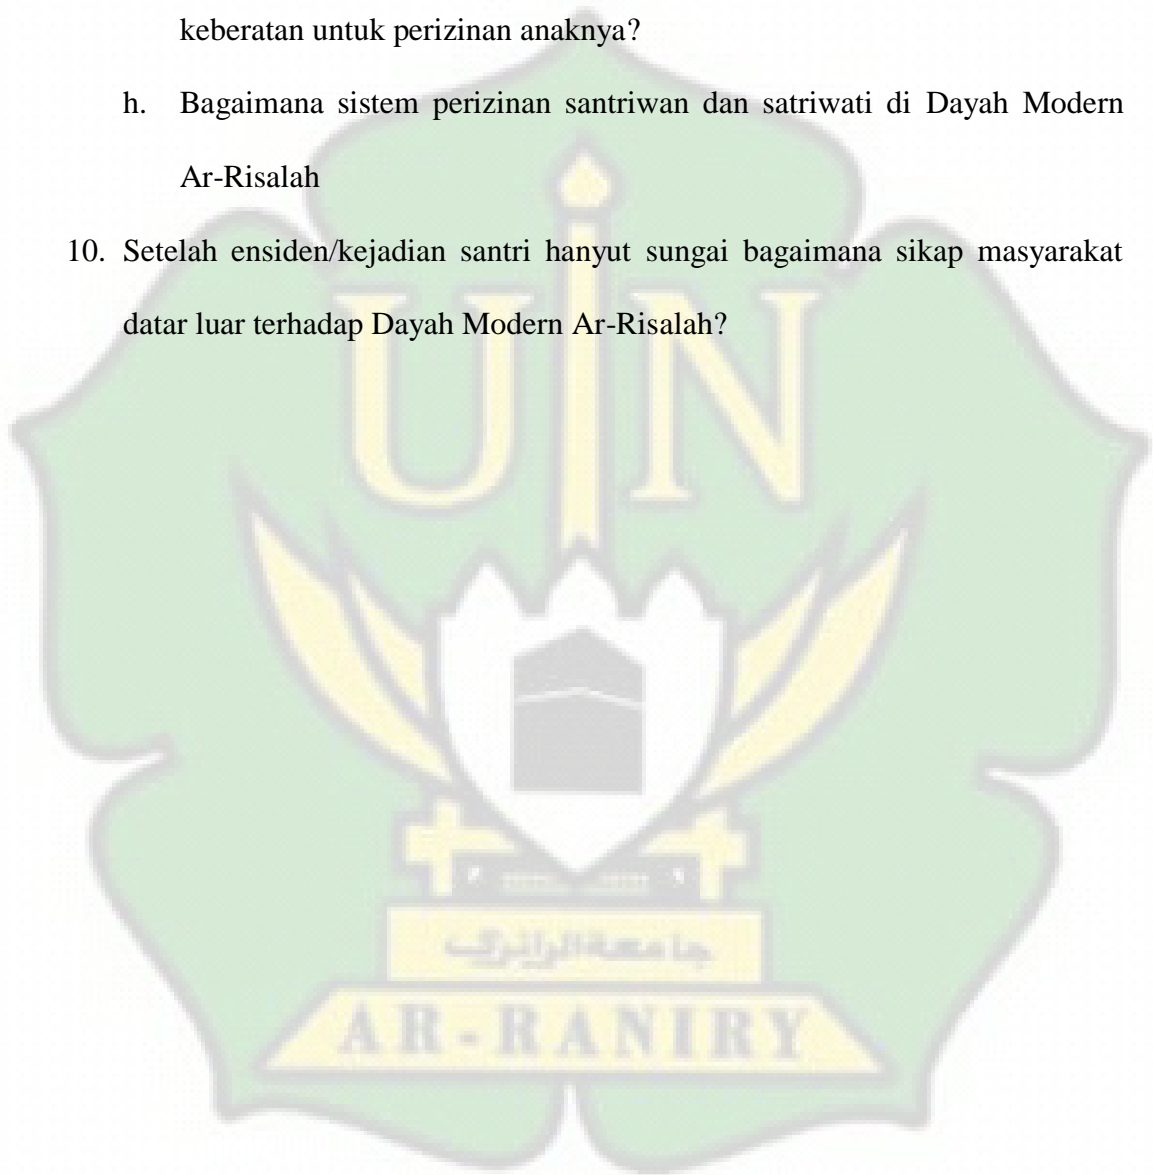 keberatan untuk perizinan anaknya?
h. Bagaimana sistem perizinan santriwan dan satriwati di Dayah Modern
Ar-Risalah
10. Setelah ensiden/kejadian santri hanyut sungai bagaimana sikap masyarakat
datar luar terhadap Dayah Modern Ar-Risalah?
UIN
جامعة الرانري
AR-RANIRY